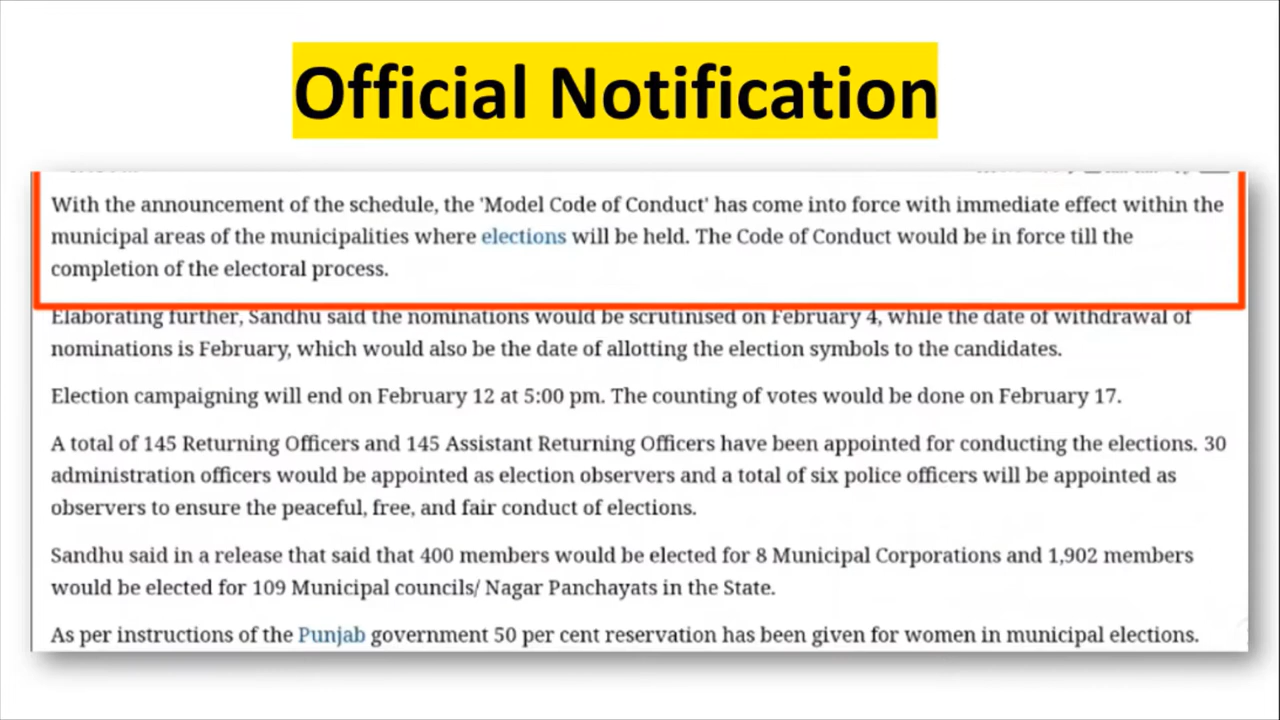 Official Notification
With the announcement of the schedule, the 'Model Code of Conduct' has come into force with immediate effect within the
municipal areas of the municipalities where elections will be held. The Code of Conduct would be in force till the
completion of the electoral process.
Elaborating further, Sandhu said the nominations would be scrutinised on February 4, while the date of withdrawal of
nominations is February, which would also be the date of allotting the election symbols to the candidates.
Election campaigning will end on February 12 at 5:00 pm. The counting of votes would be done on February 17.
A total of 145 Returning Officers and 145 Assistant Returning Officers have been appointed for conducting the elections. 30
administration officers would be appointed as election observers and a total of six police officers will be appointed as
observers to ensure the peaceful, free, and fair conduct of elections.
Sandhu said in a release that said that 400 members would be elected for 8 Municipal Corporations and 1,902 members
would be elected for 109 Municipal councils/ Nagar Panchayats in the State.
As per instructions of the Punjab government 50 per cent reservation has been given for women in municipal elections.